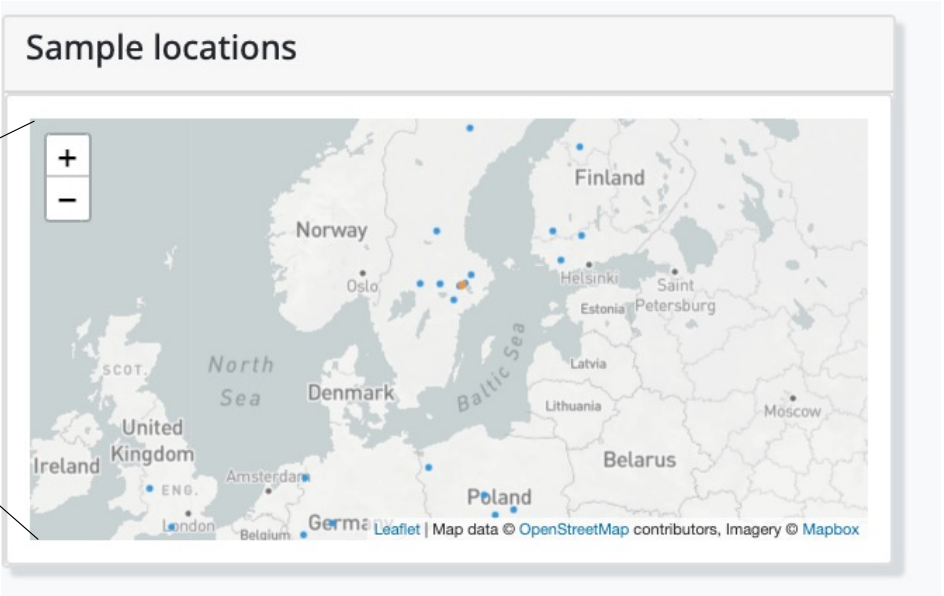 Sample locations
+
−
Finland
Norway
Oslo
Helsinki
Saint
Petersburg
Estonia
North
Sea
SCOT.
Baltic Sea
Latvia
Denmark
Lithuania
Moscow
United
Kingdom
Ireland
Belarus
Amsterdam
ENG.
Poland
London
Belgium
Germa
Leaflet | Map data © OpenStreetMap contributors, Imagery © Mapbox